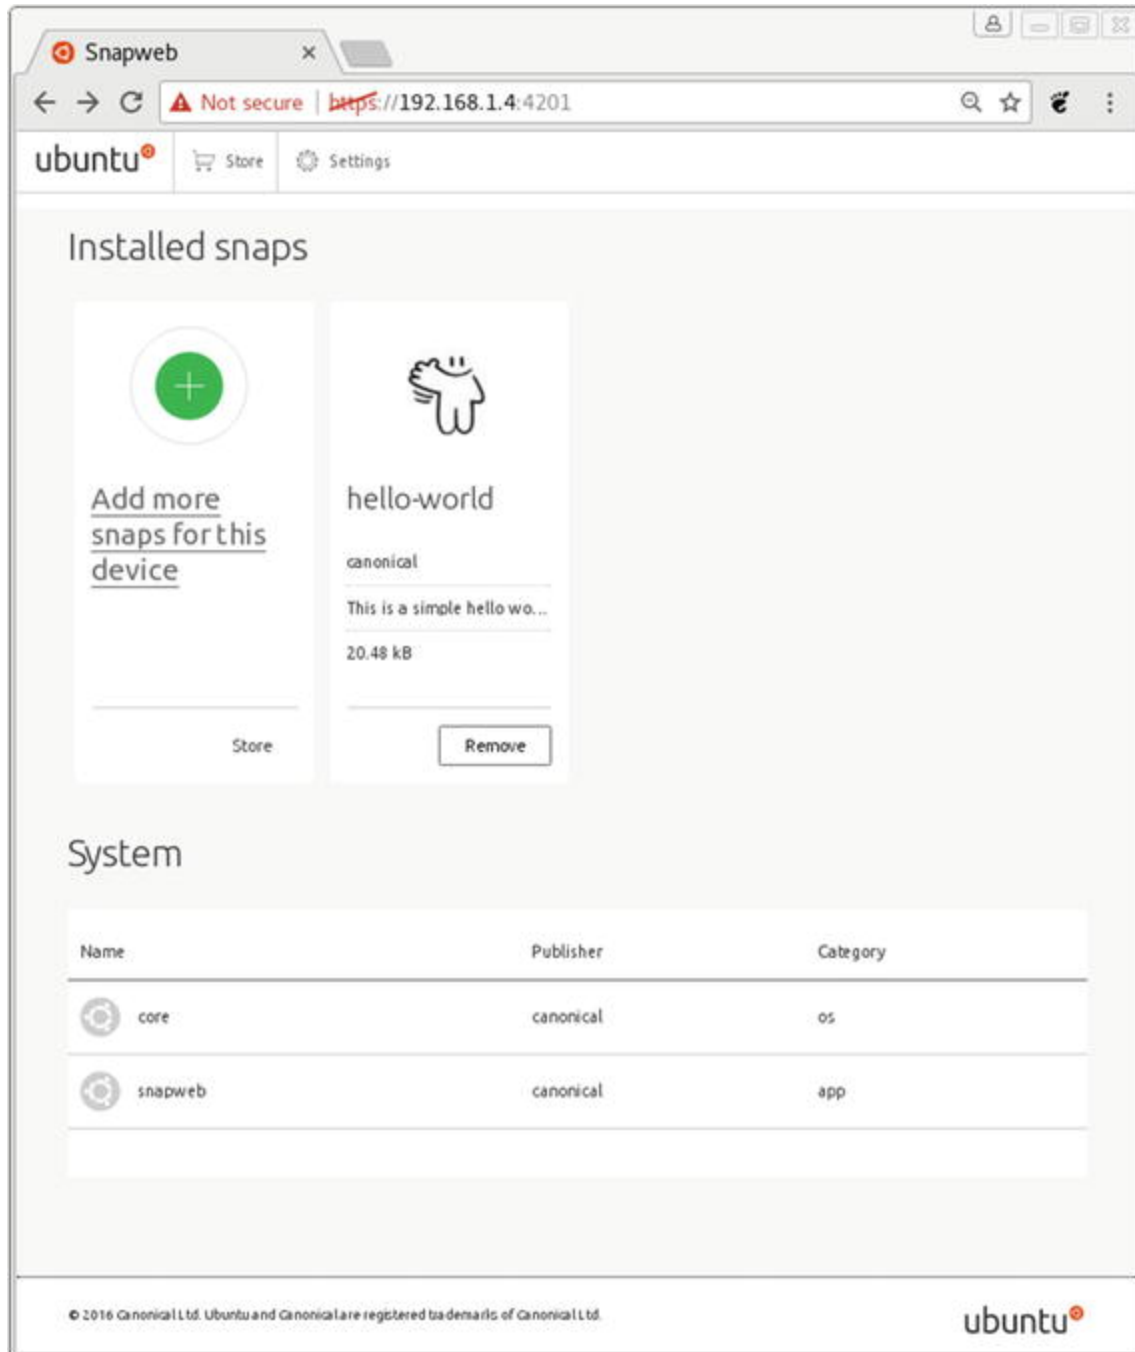 Snapweb
Not secure | https://192.168.1.4:4201
ubuntu Store Settings
Installed snaps
Add more
snaps for this
device
Store
hello-world
canonical
This is a simple hello wo...
20.48 kB
Remove
System
Name Publisher Category
core canonical os
snapweb canonical app
© 2016 Canonical Ltd. Ubuntu and Canonical are registered trademarks of Canonical Ltd.
ubuntu